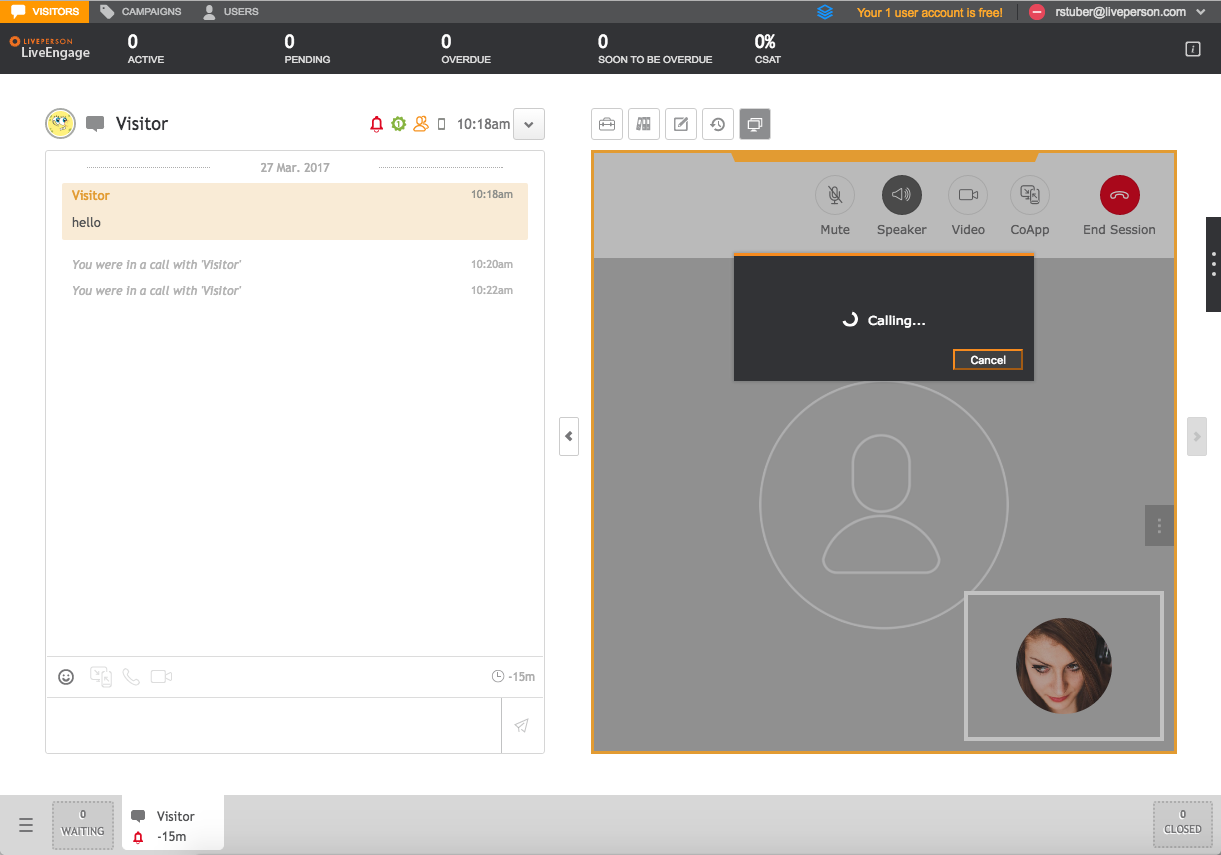 VISITORS CAMPAIGNS USERS Your 1 user account is free! rstuber@liveperson.com
LIVEPERSON
LiveEngage
0 0 0 0 0%
ACTIVE PENDING OVERDUE SOON TO BE OVERDUE CSAT
Visitor 10:18am
27 Mar. 2017
Visitor 10:18am
hello
You were in a call with 'Visitor' 10:20am
You were in a call with 'Visitor' 10:22am
-15m
Mute Speaker Video CoApp End Session
Calling...
Cancel
0
WAITING
Visitor
-15m
0
CLOSED